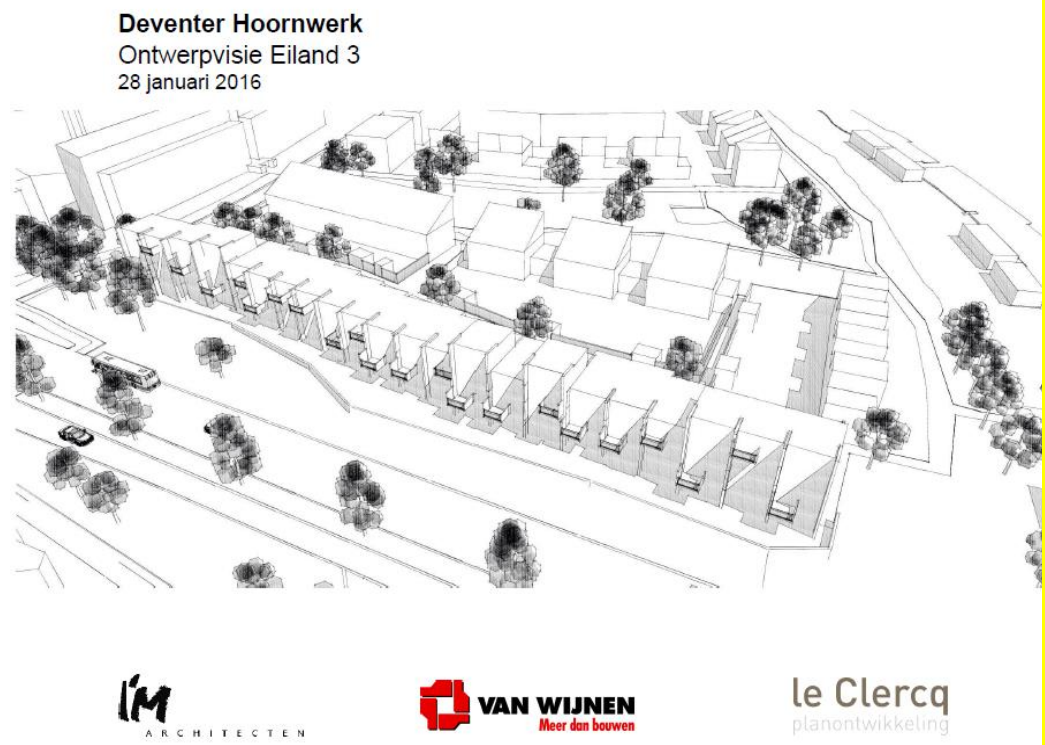 Deventer Hoornwerk
Ontwerpvisie Eiland 3
28 januari 2016
I'M
ARCHITECTEN
VAN WIJNEN
Meer dan bouwen
le Clercq
planontwikkeling